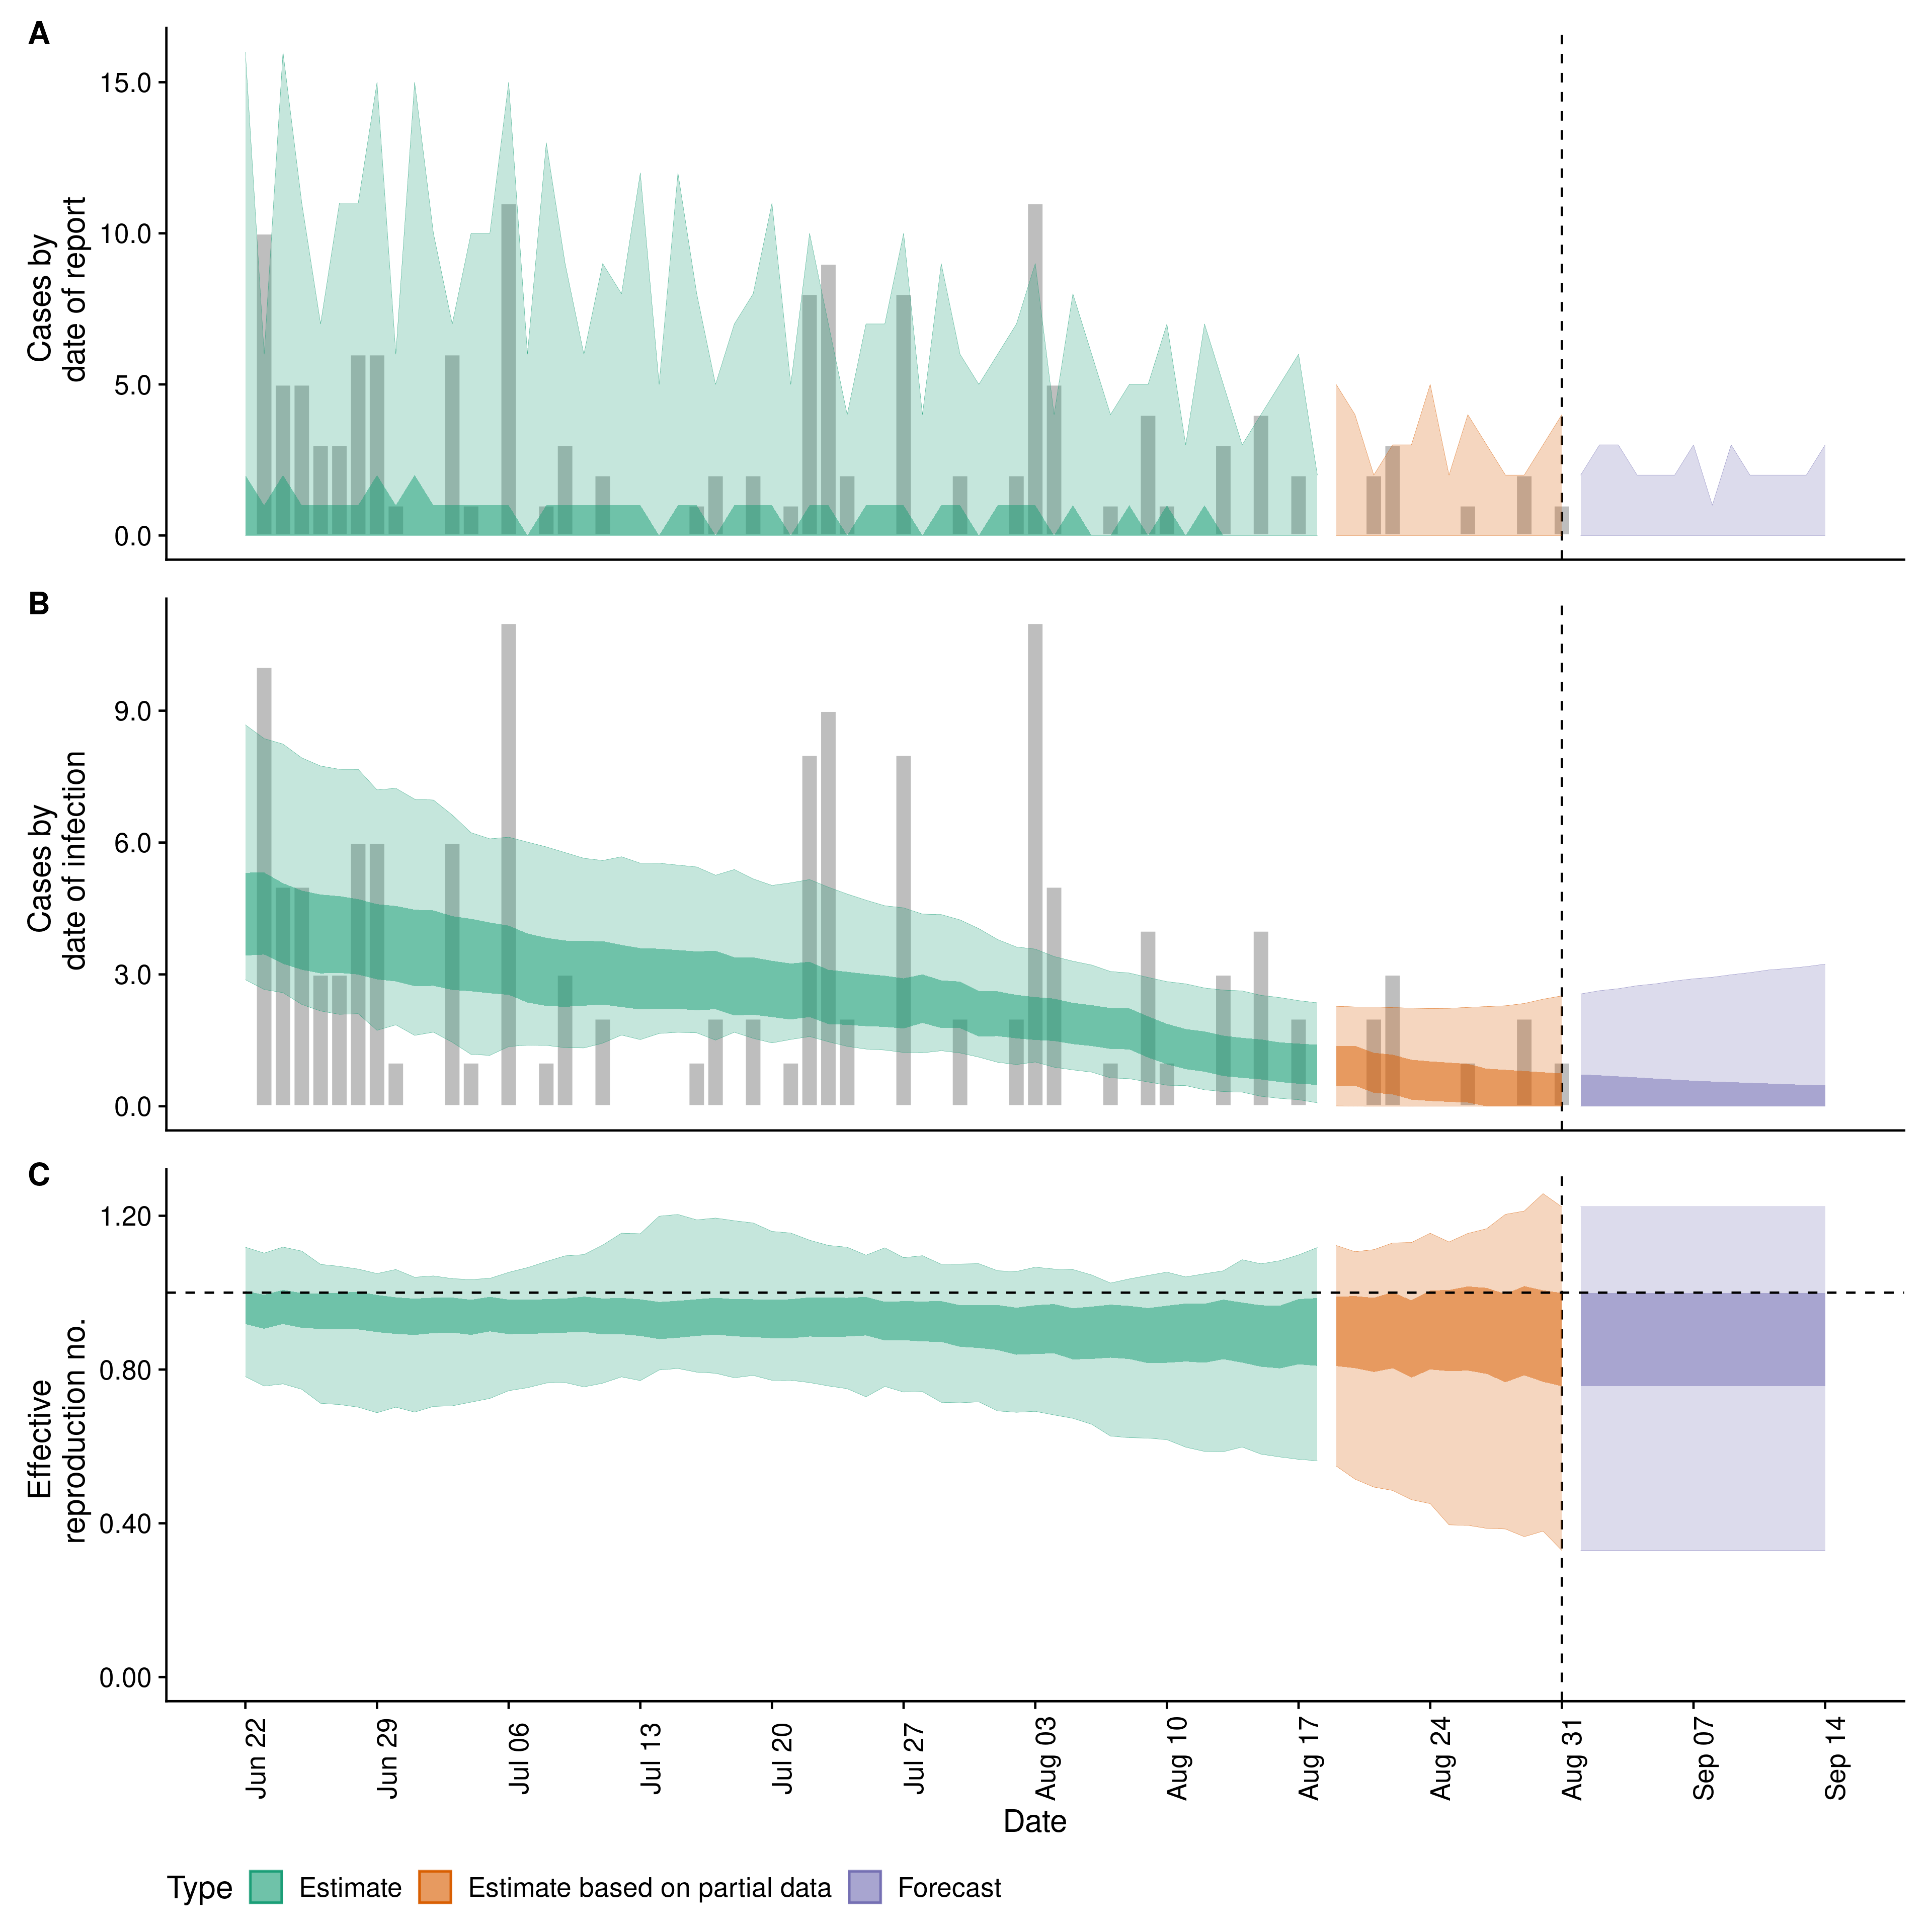 A
Cases by
date of report
15.0
10.0
5.0
0.0
B
Cases by
date of infection
9.0
6.0
3.0
0.0
C
Effective
reproduction no.
1.20
0.80
0.40
0.00
Jun 22
Jun 29
Jul 06
Jul 13
Jul 20
Jul 27
Aug 03
Aug 10
Aug 17
Aug 24
Aug 31
Sep 07
Sep 14
Date
Type Estimate Estimate based on partial data Forecast